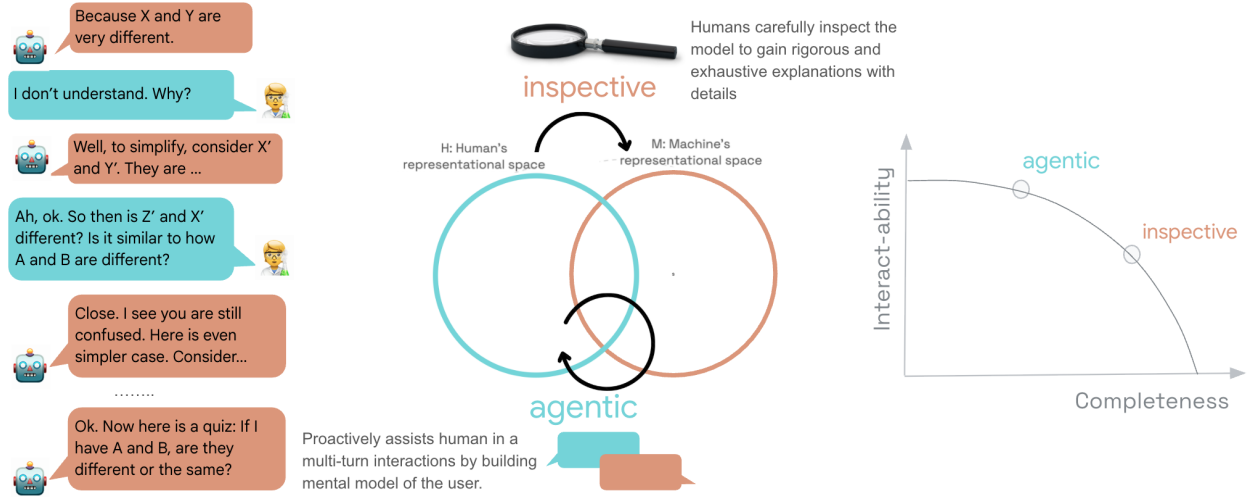 Because X and Y are
very different.
I don't understand. Why?
Well, to simplify, consider X'
and Y'. They are ...
Ah, ok. So then is Z' and X'
different? Is it similar to how
A and B are different?
Close. I see you are still
confused. Here is even
simpler case. Consider...
........
Ok. Now here is a quiz: If I
have A and B, are they
different or the same?
Humans carefully inspect the
model to gain rigorous and
exhaustive explanations with
details
inspective
H: Human's
representational space
M: Machine's
representational space
agentic
Proactively assists human in a
multi-turn interactions by building
mental model of the user.
Interact-ability
agentic
inspective
Completeness